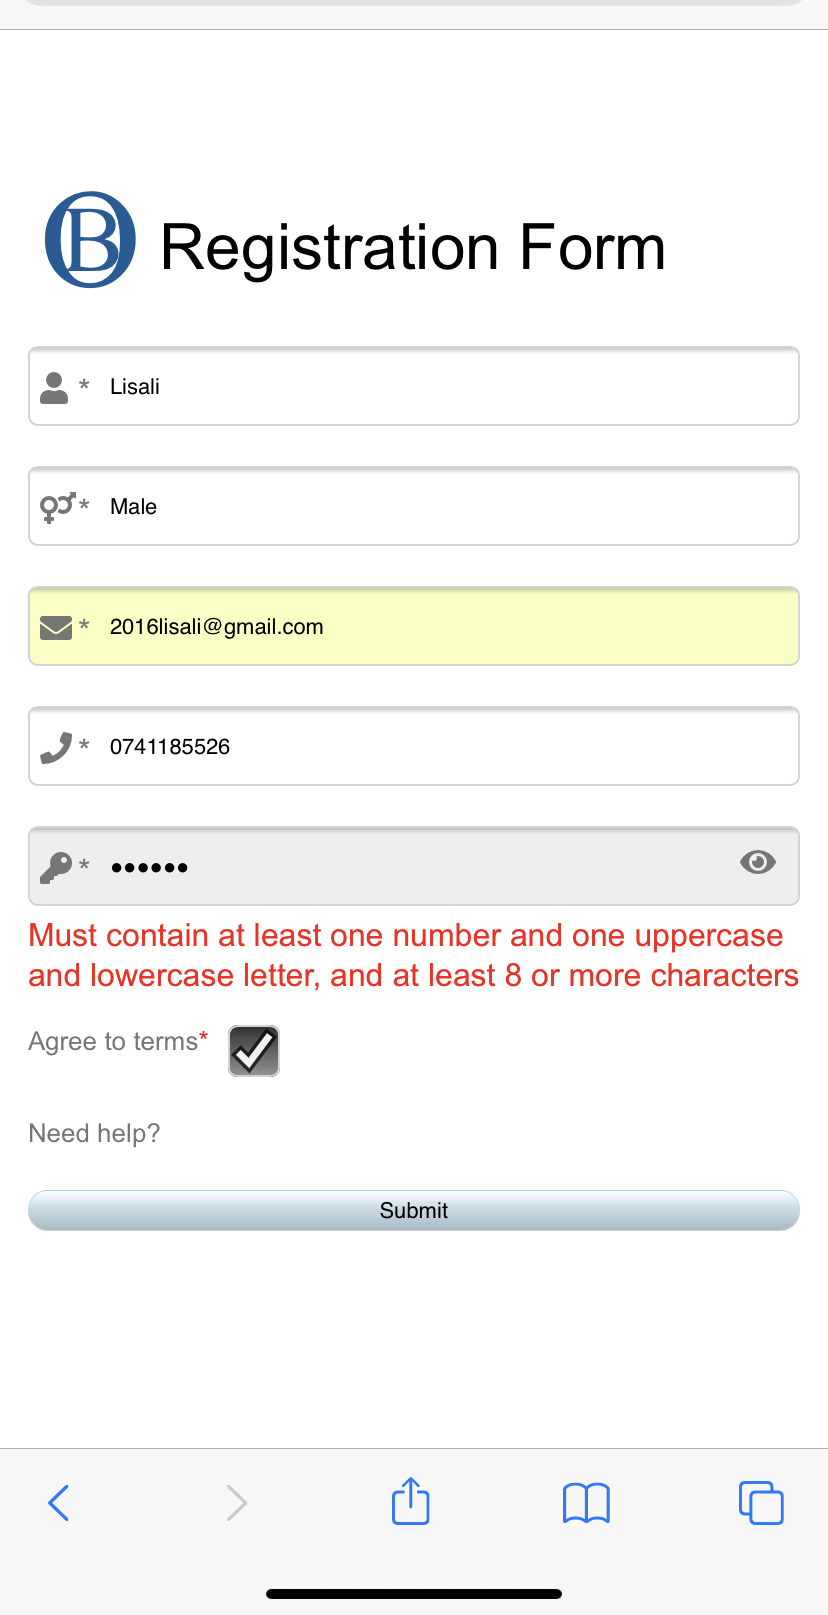 B Registration Form
* Lisali
* Male
* 2016lisali@gmail.com
* 0741185526
* ••••••
Must contain at least one number and one uppercase
and lowercase letter, and at least 8 or more characters
Agree to terms*
Need help?
Submit